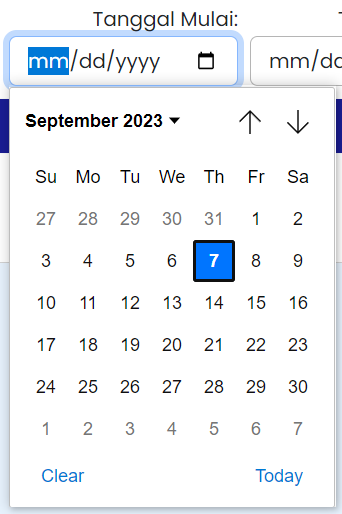 Tanggal Mulai:
mm/dd/yyyy mm/dd
September 2023
Su Mo Tu We Th Fr Sa
27 28 29 30 31 1 2
3 4 5 6 7 8 9
10 11 12 13 14 15 16
17 18 19 20 21 22 23
24 25 26 27 28 29 30
1 2 3 4 5 6 7
Clear Today